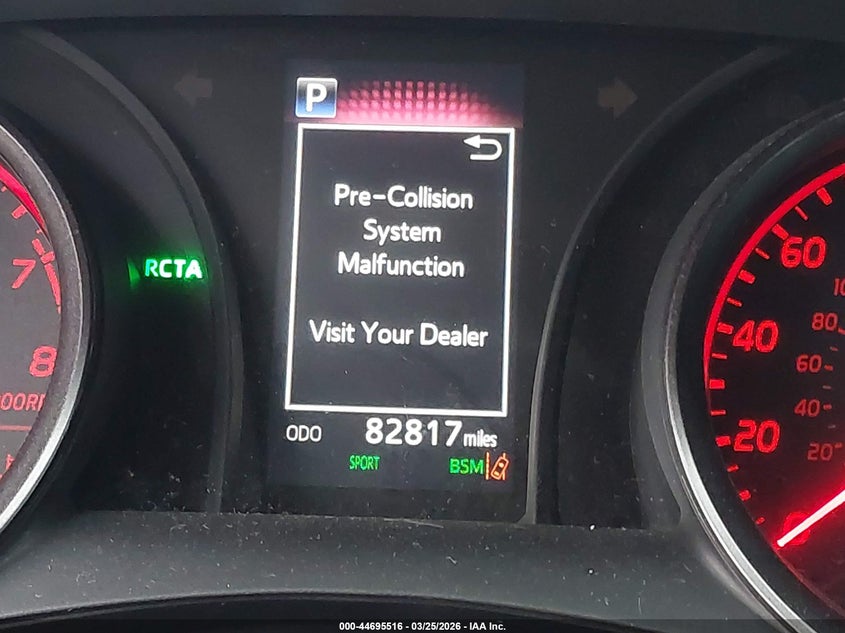 P
Pre-Collision
System
Malfunction
Visit Your Dealer
RCTA
ODO 82817 miles
SPORT BSM
7
8
60
40
20
80
60
40
20
000-44695516 - 03/25/2026 - IAA Inc.